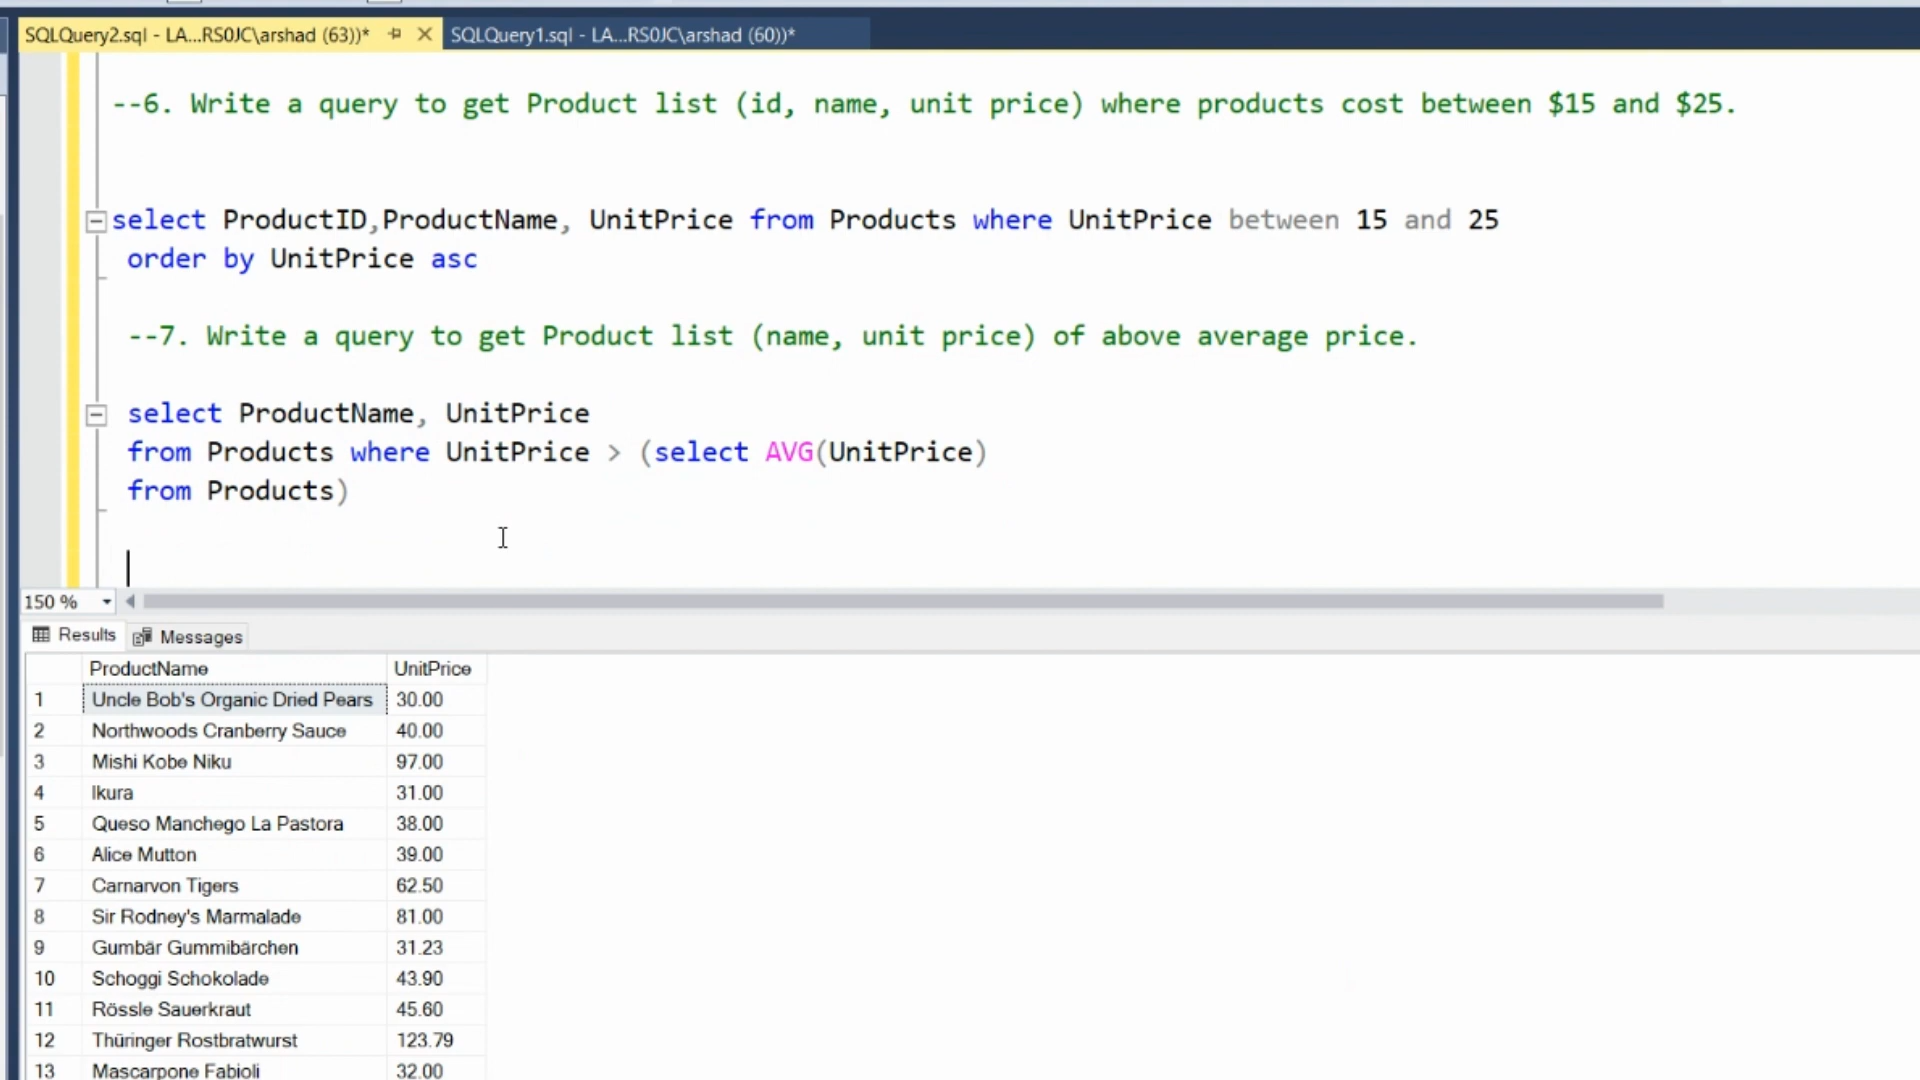 SQLQuery2.sql - LA...RS0JC\arshad (63))* SQLQuery1.sql - LA...RS0JC\arshad (60))*
--6. Write a query to get Product list (id, name, unit price) where products cost between $15 and $25.
select ProductID,ProductName, UnitPrice from Products where UnitPrice between 15 and 25
order by UnitPrice asc
--7. Write a query to get Product list (name, unit price) of above average price.
select ProductName, UnitPrice
from Products where UnitPrice > (select AVG(UnitPrice)
from Products)
150 %
Results Messages
ProductName UnitPrice
1 Uncle Bob's Organic Dried Pears 30.00
2 Northwoods Cranberry Sauce 40.00
3 Mishi Kobe Niku 97.00
4 Ikura 31.00
5 Queso Manchego La Pastora 38.00
6 Alice Mutton 39.00
7 Carnarvon Tigers 62.50
8 Sir Rodney's Marmalade 81.00
9 Gumbär Gummibärchen 31.23
10 Schoggi Schokolade 43.90
11 Rössle Sauerkraut 45.60
12 Thüringer Rostbratwurst 123.79
13 Mascarpone Fabioli 32.00